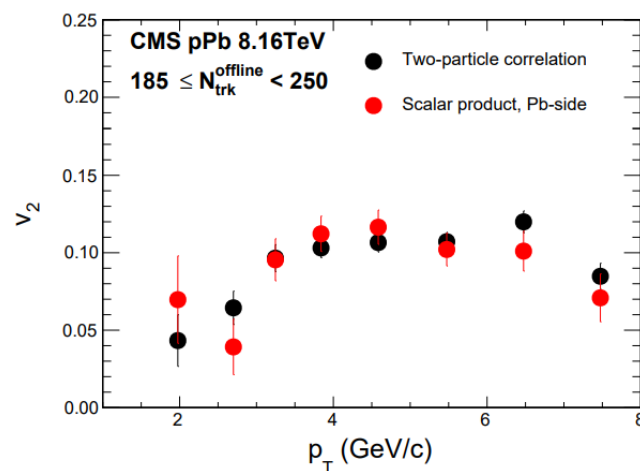 CMS pPb 8.16TeV
185 ≤ N_trk^offline < 250
Two-particle correlation
Scalar product, Pb-side
v_2
0.25
0.20
0.15
0.10
0.05
0.00
2 4 6 8
p_T (GeV/c)